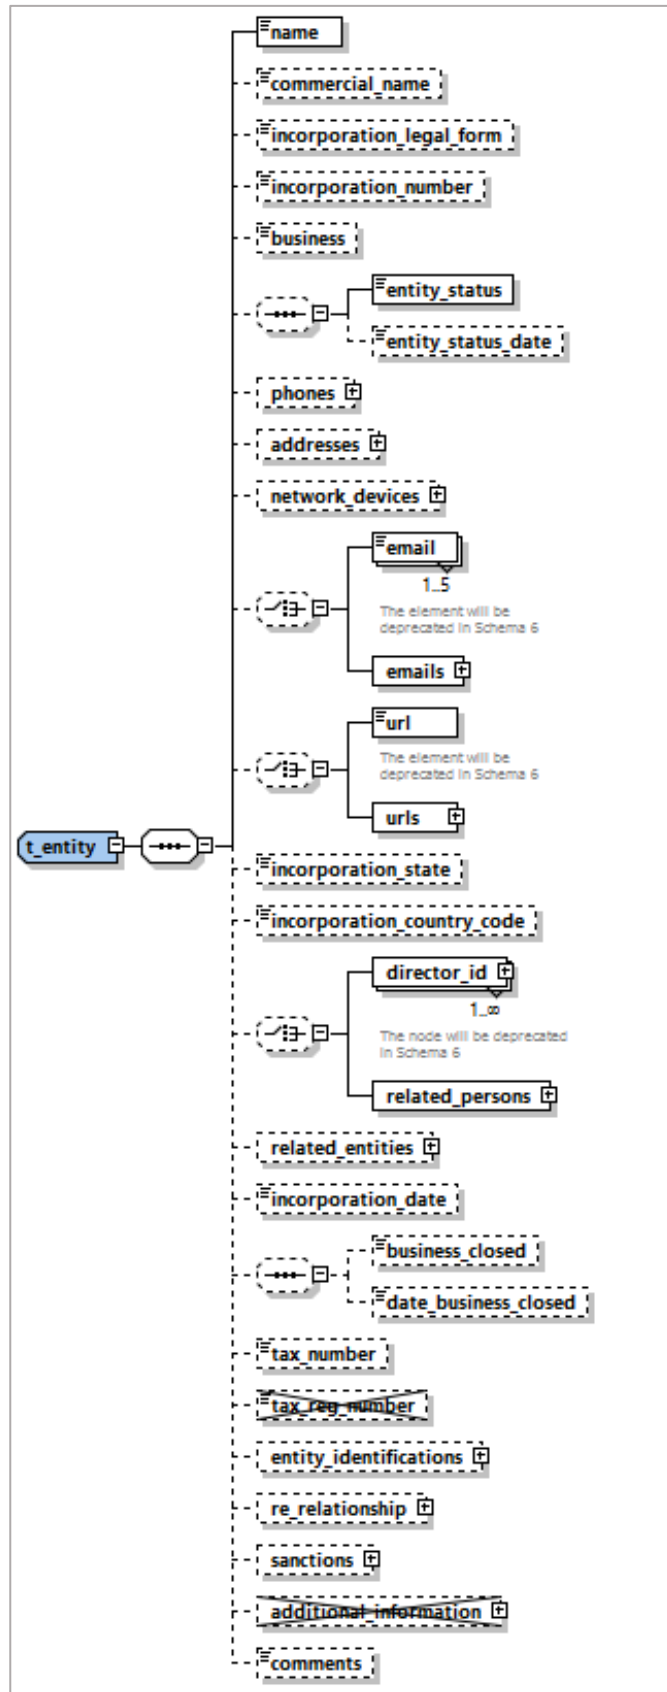 name
commercial_name
incorporation_legal_form
incorporation_number
business
entity_status
entity_status_date
phones
addresses
network_devices
email
1..5
The element will be
deprecated in Schema 6
emails
url
The element will be
deprecated in Schema 6
urls
t_entity
incorporation_state
incorporation_country_code
director_id
1..∞
The node will be deprecated
in Schema 6
related_persons
related_entities
incorporation_date
business_closed
date_business_closed
tax_number
tax_reg_number
entity_identifications
re_relationship
sanctions
additional_information
comments